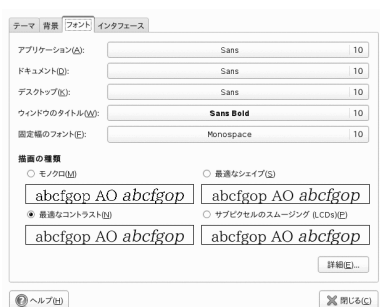 テーマ 背景 フォント インタフェース
アプリケーション(A): Sans 10
ドキュメント(D): Sans 10
デスクトップ(K): Sans 10
ウィンドウのタイトル(W): Sans Bold 10
固定幅のフォント(F): Monospace 10
描画の種類
モノクロ(M) 最適なシェイプ(S)
abcfgop AO abcfgop abcfgop AO abcfgop
最適なコントラスト(N) サブピクセルのスムージング (LCDs)(P)
abcfgop AO abcfgop abcfgop AO abcfgop
詳細(E)...
ヘルプ(H) 閉じる(C)